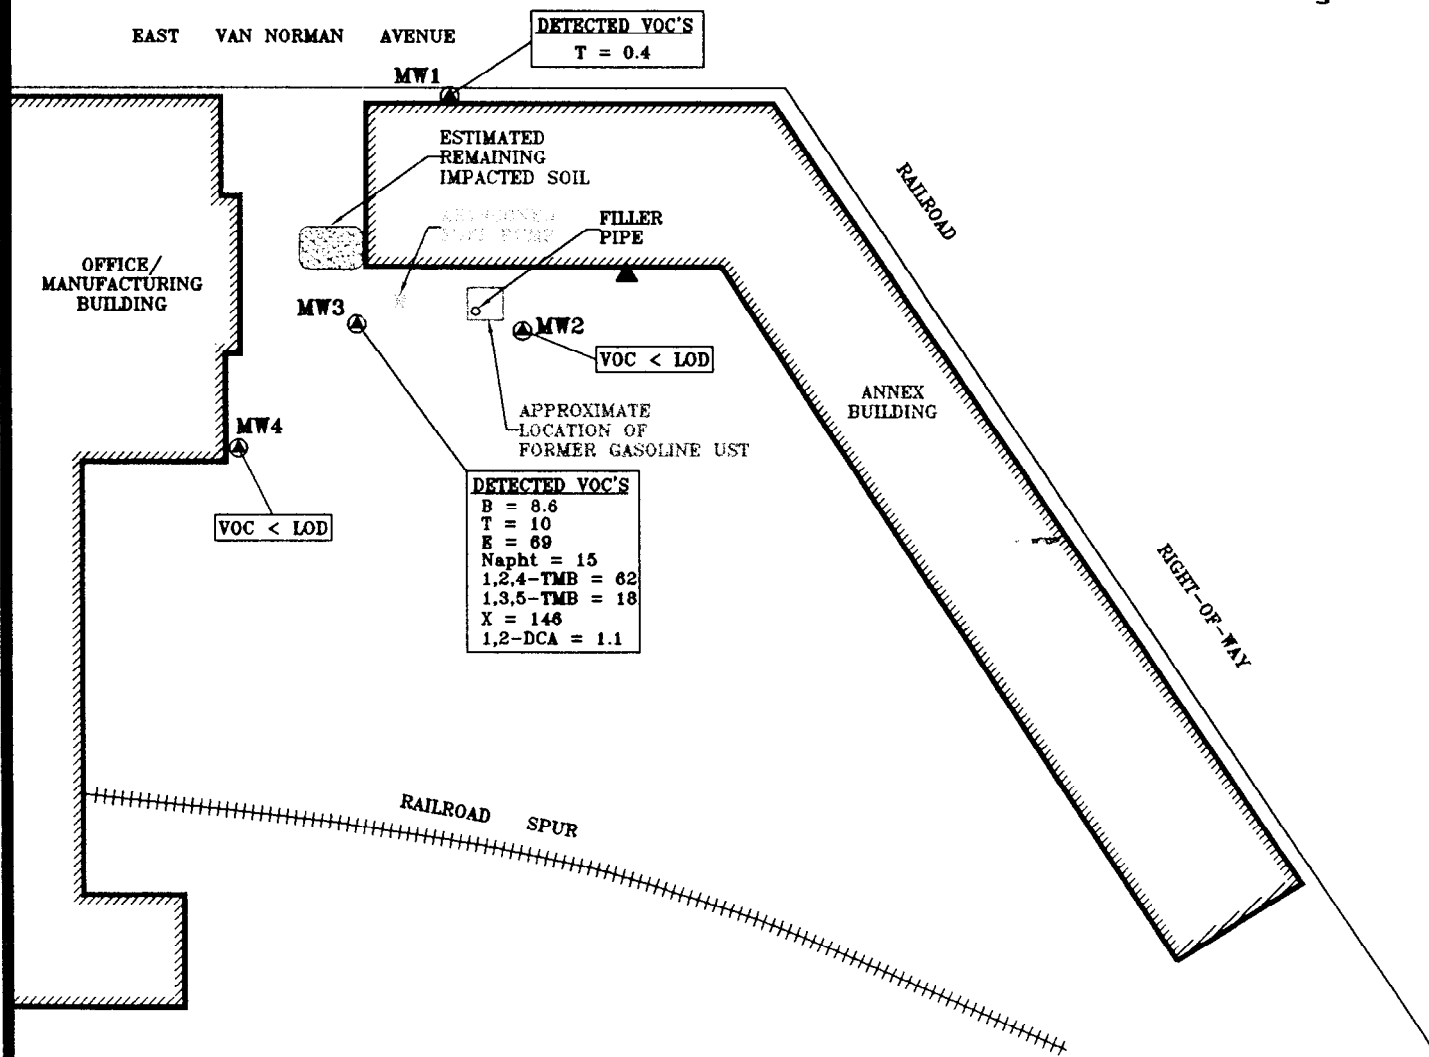 EAST VAN NORMAN AVENUE
DETECTED VOC'S
T = 0.4
MW1
ESTIMATED
REMAINING
IMPACTED SOIL
FILLER
PIPE
RAILROAD
OFFICE/
MANUFACTURING
BUILDING
MW3
MW2
VOC < LOD
ANNEX
BUILDING
APPROXIMATE
LOCATION OF
FORMER GASOLINE UST
MW4
VOC < LOD
DETECTED VOC'S
B = 8.6
T = 10
E = 69
Napht = 15
1,2,4-TMB = 62
1,3,5-TMB = 18
X = 146
1,2-DCA = 1.1
RIGHT-OF-WAY
RAILROAD SPUR